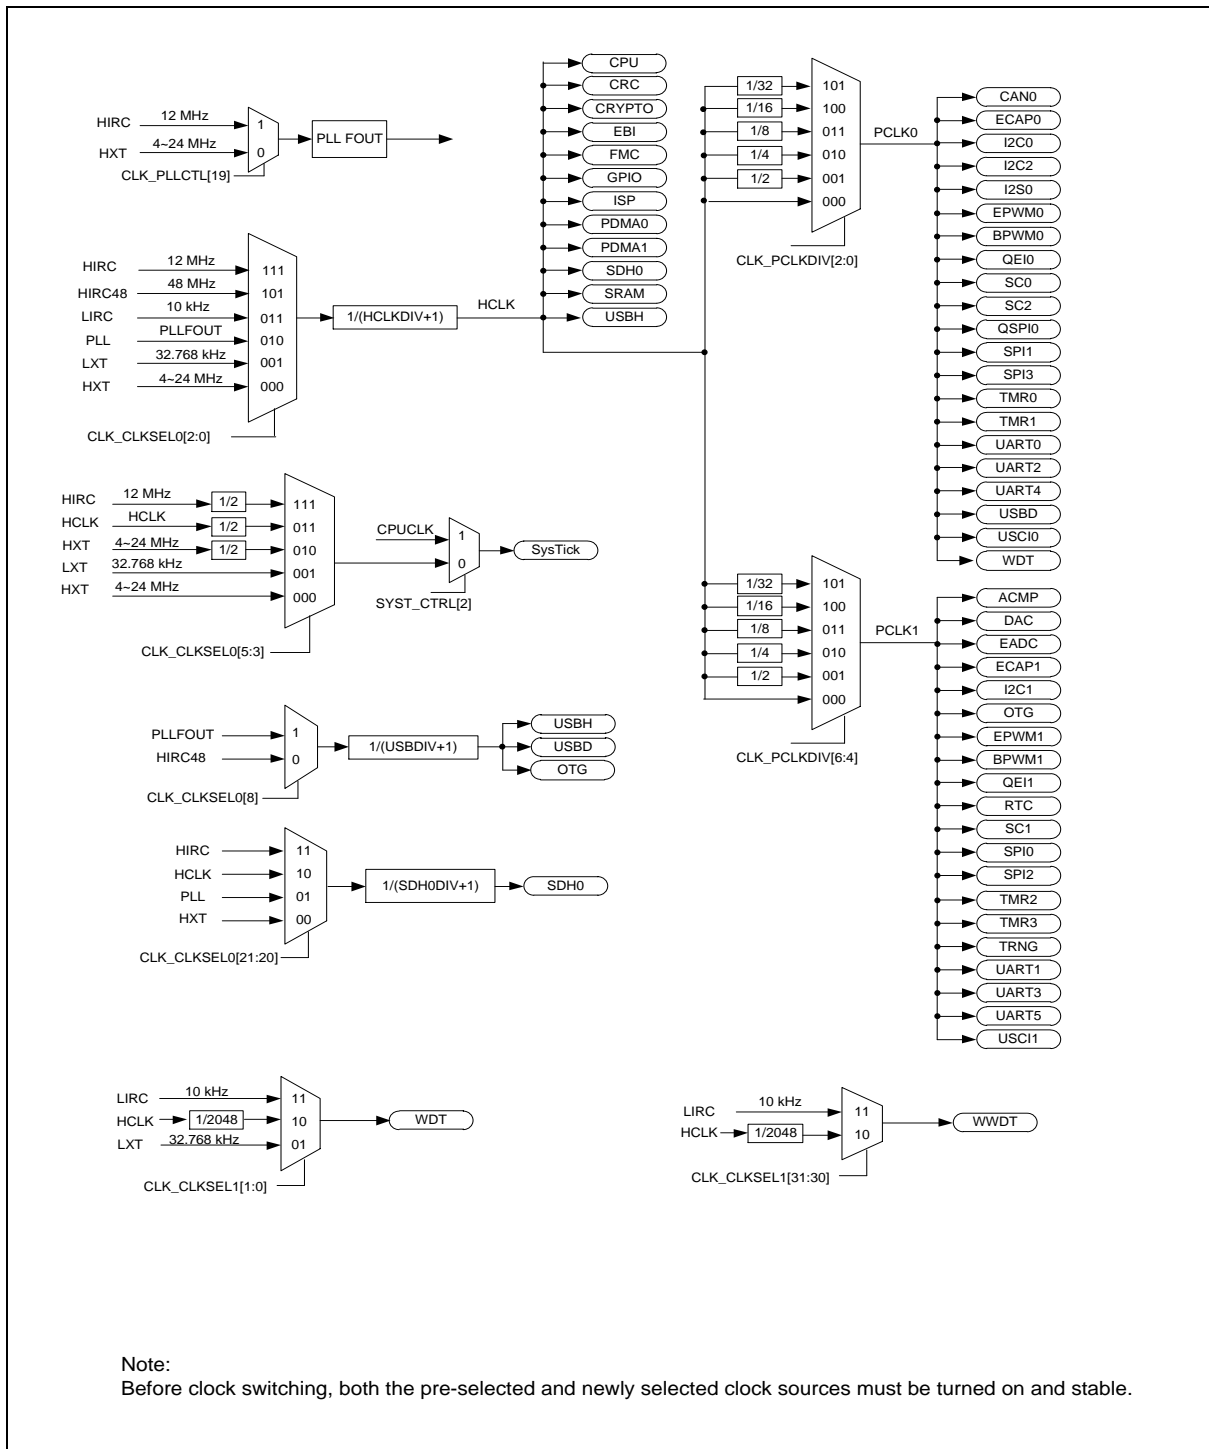 HIRC
12 MHz
HXT
4~24 MHz
1
0
PLL FOUT
CLK_PLLCTL[19]
HIRC
12 MHz
HIRC48
48 MHz
LIRC
10 kHz
PLL
PLLFOUT
LXT
32.768 kHz
HXT
4~24 MHz
111
101
011
010
001
000
CLK_CLKSEL0[2:0]
1/(HCLKDIV+1)
HCLK
CPU
CRC
CRYPTO
EBI
FMC
GPIO
ISP
PDMA0
PDMA1
SDH0
SRAM
USBH
1/32
1/16
1/8
1/4
1/2
101
100
011
010
001
000
CLK_PCLKDIV[2:0]
PCLK0
CAN0
ECAP0
I2C0
I2C2
I2S0
EPWM0
BPWM0
QEI0
SC0
SC2
QSPI0
SPI1
SPI3
TMR0
TMR1
UART0
UART2
UART4
USBD
USCI0
WDT
HIRC
12 MHz
1/2
HCLK
HCLK
1/2
HXT
4~24 MHz
1/2
LXT
32.768 kHz
HXT
4~24 MHz
111
011
010
001
000
CLK_CLKSEL0[5:3]
CPUCLK
1
0
SYST_CTRL[2]
SysTick
1/32
1/16
1/8
1/4
1/2
101
100
011
010
001
000
CLK_PCLKDIV[6:4]
PCLK1
ACMP
DAC
EADC
ECAP1
I2C1
OTG
EPWM1
BPWM1
QEI1
RTC
SC1
SPI0
SPI2
TMR2
TMR3
TRNG
UART1
UART3
UART5
USCI1
PLLFOUT
HIRC48
1
0
CLK_CLKSEL0[8]
1/(USBDIV+1)
USBH
USBD
OTG
HIRC
HCLK
PLL
HXT
11
10
01
00
CLK_CLKSEL0[21:20]
1/(SDH0DIV+1)
SDH0
LIRC
10 kHz
HCLK
1/2048
LXT
32.768 kHz
11
10
01
CLK_CLKSEL1[1:0]
WDT
LIRC
10 kHz
HCLK
1/2048
11
10
CLK_CLKSEL1[31:30]
WWDT
Note:
Before clock switching, both the pre-selected and newly selected clock sources must be turned on and stable.